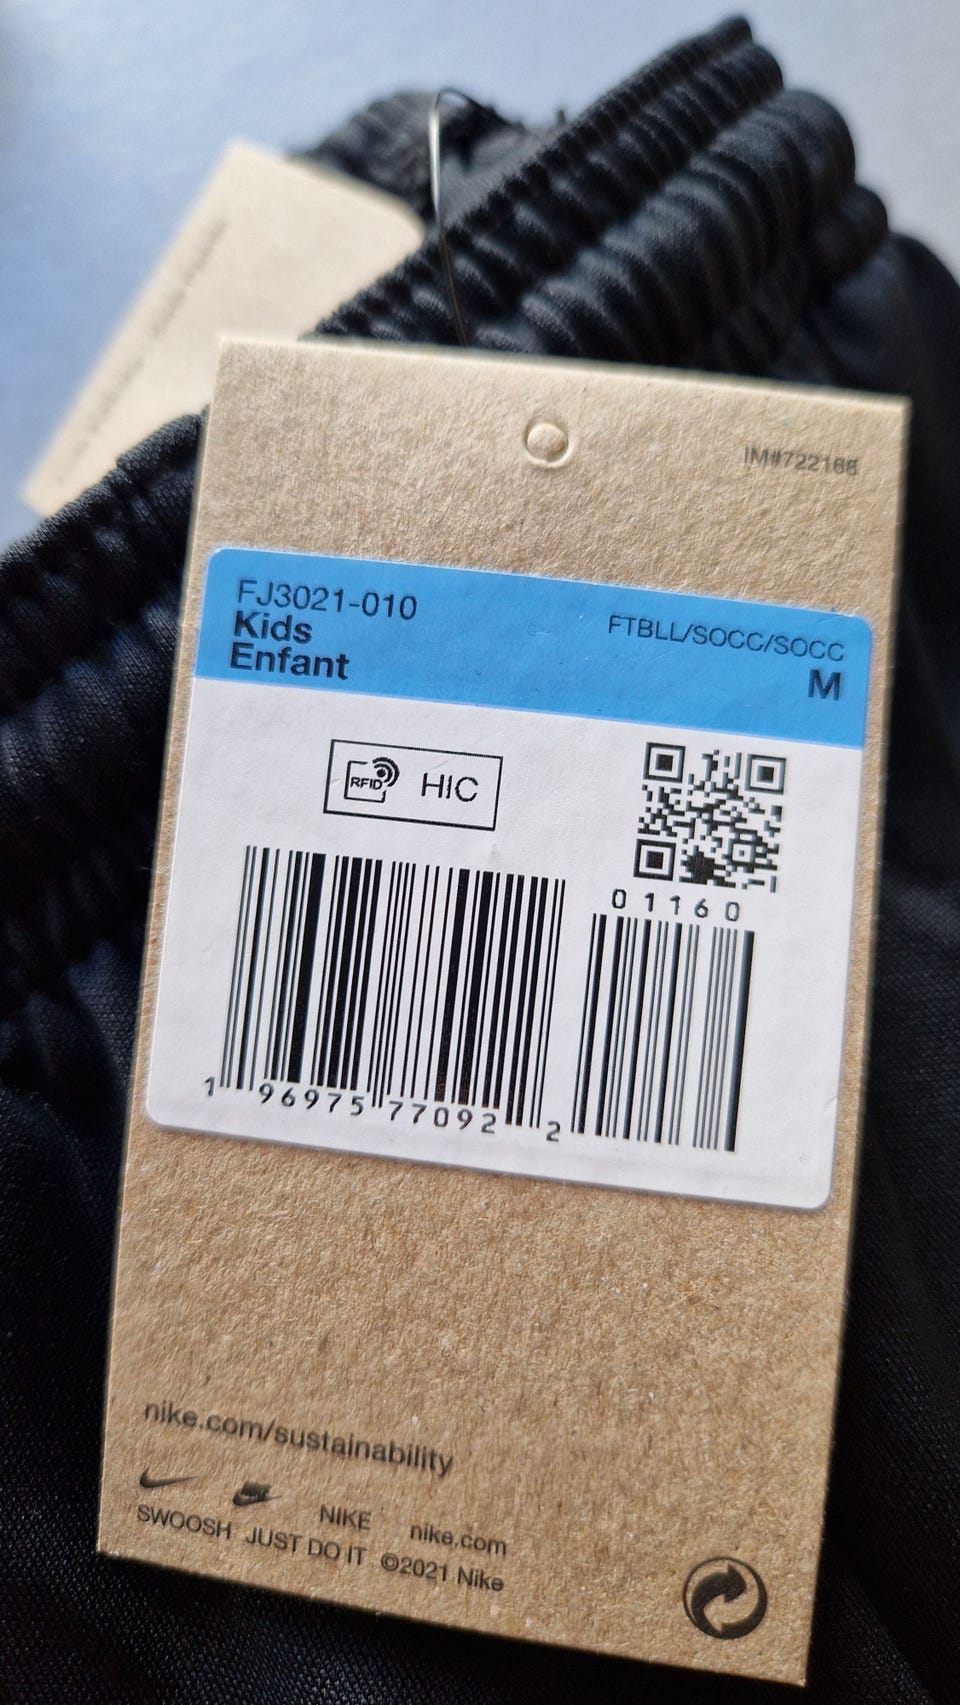 IM#722188
FJ3021-010
Kids
Enfant
FTBLL/SOCC/SOCC
M
RFID HIC
01160
1 96975 77092 2
nike.com/sustainability
NIKE nike.com
SWOOSH JUST DO IT ©2021 Nike